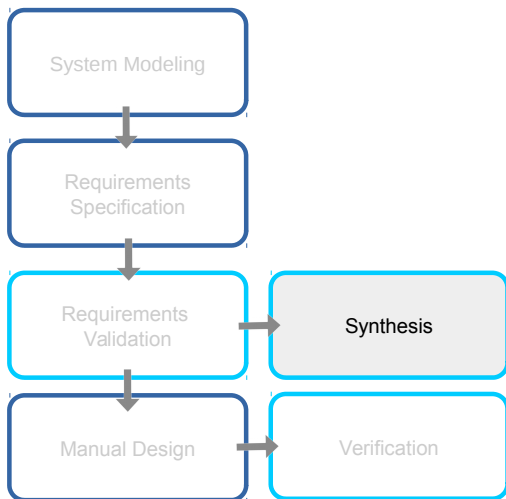 System Modeling
Requirements
Specification
Requirements
Validation
Synthesis
Manual Design
Verification